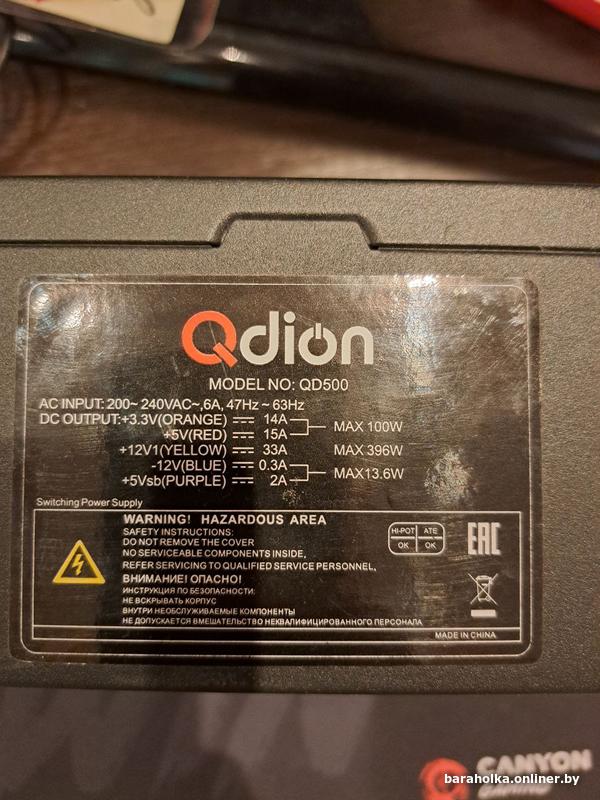 Qdion
MODEL NO: QD500
AC INPUT: 200~ 240VAC~,6A, 47Hz ~ 63Hz
DC OUTPUT:+3.3V(ORANGE) 14A MAX 100W
+5V(RED) 15A
+12V1(YELLOW) 33A MAX 396W
-12V(BLUE) 0.3A MAX13.6W
+5Vsb(PURPLE) 2A
Switching Power Supply
WARNING! HAZARDOUS AREA
SAFETY INSTRUCTIONS:
DO NOT REMOVE THE COVER
NO SERVICEABLE COMPONENTS INSIDE,
REFER SERVICING TO QUALIFIED SERVICE PERSONNEL,
ВНИМАНИЕ! ОПАСНО!
ИНСТРУКЦИЯ ПО БЕЗОПАСНОСТИ:
НЕ ВСКРЫВАТЬ КОРПУС
ВНУТРИ НЕОБСЛУЖИВАЕМЫЕ КОМПОНЕНТЫ
НЕ ДОПУСКАЕТСЯ ВМЕШАТЕЛЬСТВО НЕКВАЛИФИЦИРОВАННОГО ПЕРСОНАЛА
HI-POT ATE
OK OK
EAC
MADE IN CHINA
CANYON
GAMING
baraholka.onliner.by